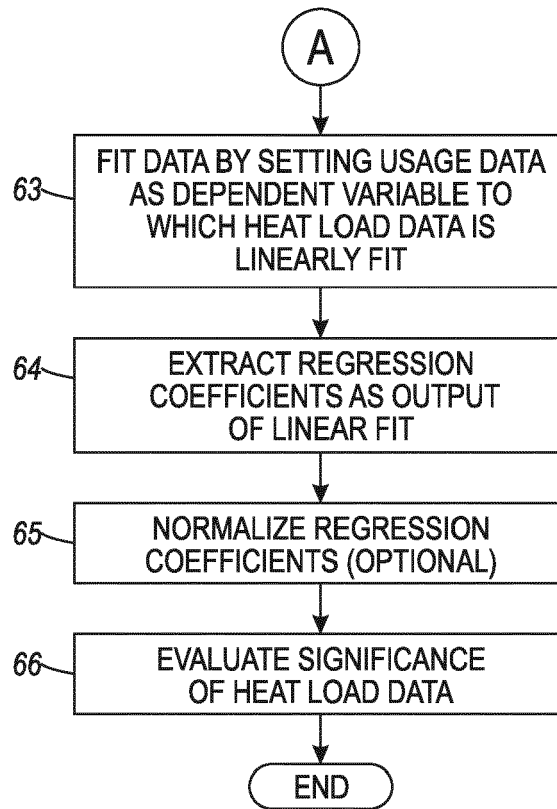 A
63
FIT DATA BY SETTING USAGE DATA
AS DEPENDENT VARIABLE TO
WHICH HEAT LOAD DATA IS
LINEARLY FIT
64
EXTRACT REGRESSION
COEFFICIENTS AS OUTPUT
OF LINEAR FIT
65
NORMALIZE REGRESSION
COEFFICIENTS (OPTIONAL)
66
EVALUATE SIGNIFICANCE
OF HEAT LOAD DATA
END